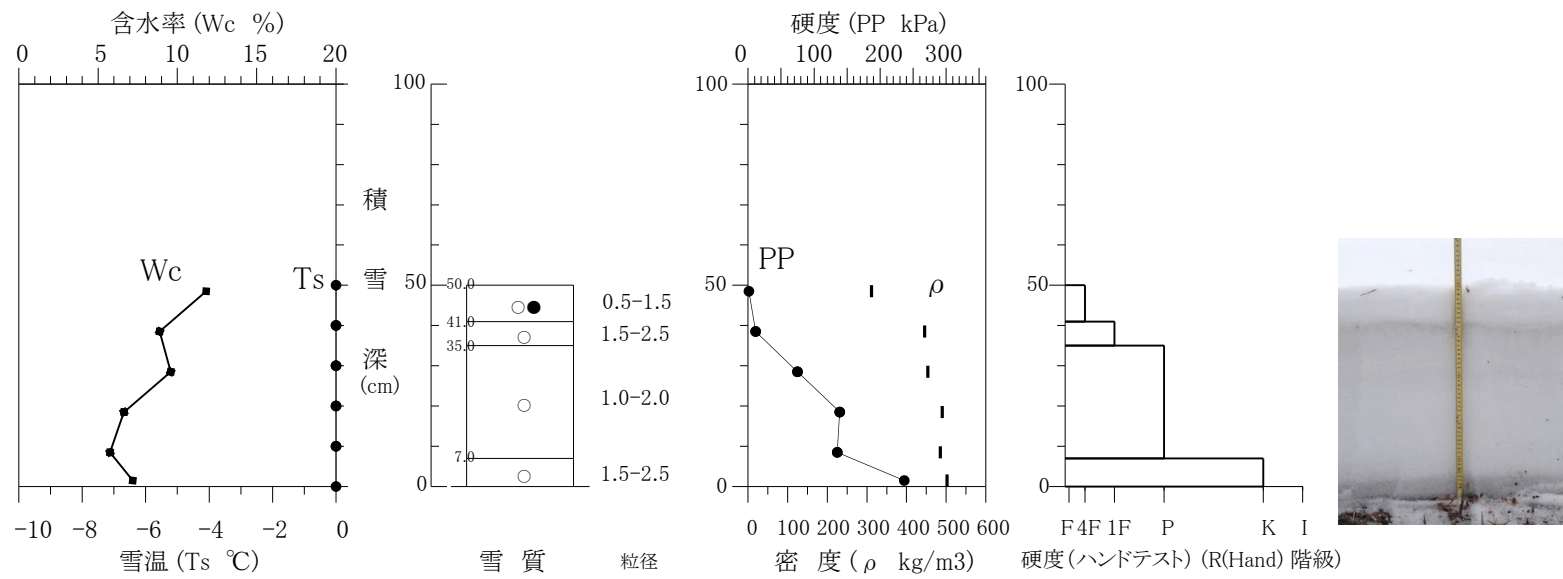 含水率 (Wc %)
0 5 10 15 20
Wc
Ts
-10 -8 -6 -4 -2 0
雪温 (Ts ℃)
積
雪
深
(cm)
100
50
0
50.0
41.0
35.0
7.0
0.5-1.5
1.5-2.5
1.0-2.0
1.5-2.5
雪 質
粒径
硬度 (PP kPa)
0 100 200 300
100
50
0
PP
ρ
0 100 200 300 400 500 600
密 度 (ρ kg/m3)
100
50
0
F 4F 1F P K I
硬度 (ハンドテスト) (R(Hand) 階級)